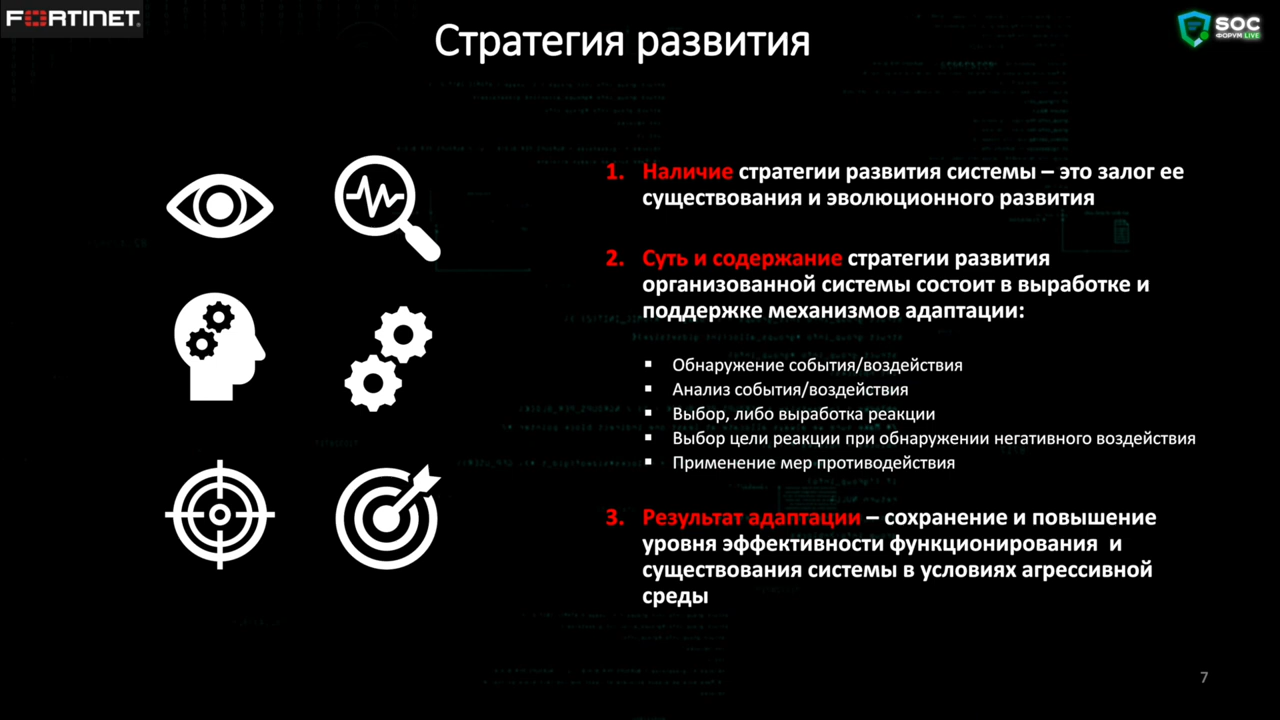 FORTINET
SOC
ФОРУМ LIVE
Стратегия развития
1. Наличие стратегии развития системы – это залог ее
существования и эволюционного развития
2. Суть и содержание стратегии развития
организованной системы состоит в выработке и
поддержке механизмов адаптации:
▪ Обнаружение события/воздействия
▪ Анализ события/воздействия
▪ Выбор, либо выработка реакции
▪ Выбор цели реакции при обнаружении негативного воздействия
▪ Применение мер противодействия
3. Результат адаптации – сохранение и повышение
уровня эффективности функционирования и
существования системы в условиях агрессивной
среды
7